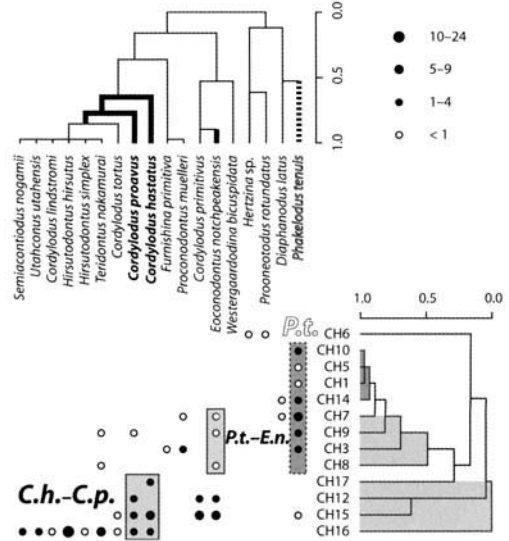 0.0
0.5
1.0
10–24
5–9
1–4
< 1
Semiacontiodus nogamii
Utahconus utahensis
Cordylodus lindstromi
Hirsutodontus hirsutus
Hirsutodontus simplex
Teridontus nakamurai
Cordylodus tortus
Cordylodus proavus
Cordylodus hastatus
Furnishina primitiva
Proconodontus muelleri
Cordylodus primitivus
Eoconodontus notchpeakensis
Westergaardodina bicuspidata
Hertzina sp.
Prooneotodus rotundatus
Diaphanodus latus
Phakelodus tenuis
P.t.
1.0 0.5 0.0
CH6
CH10
CH5
CH1
CH14
CH7
P.t.–E.n.
CH9
CH3
CH8
C.h.–C.p.
CH17
CH12
CH15
CH16